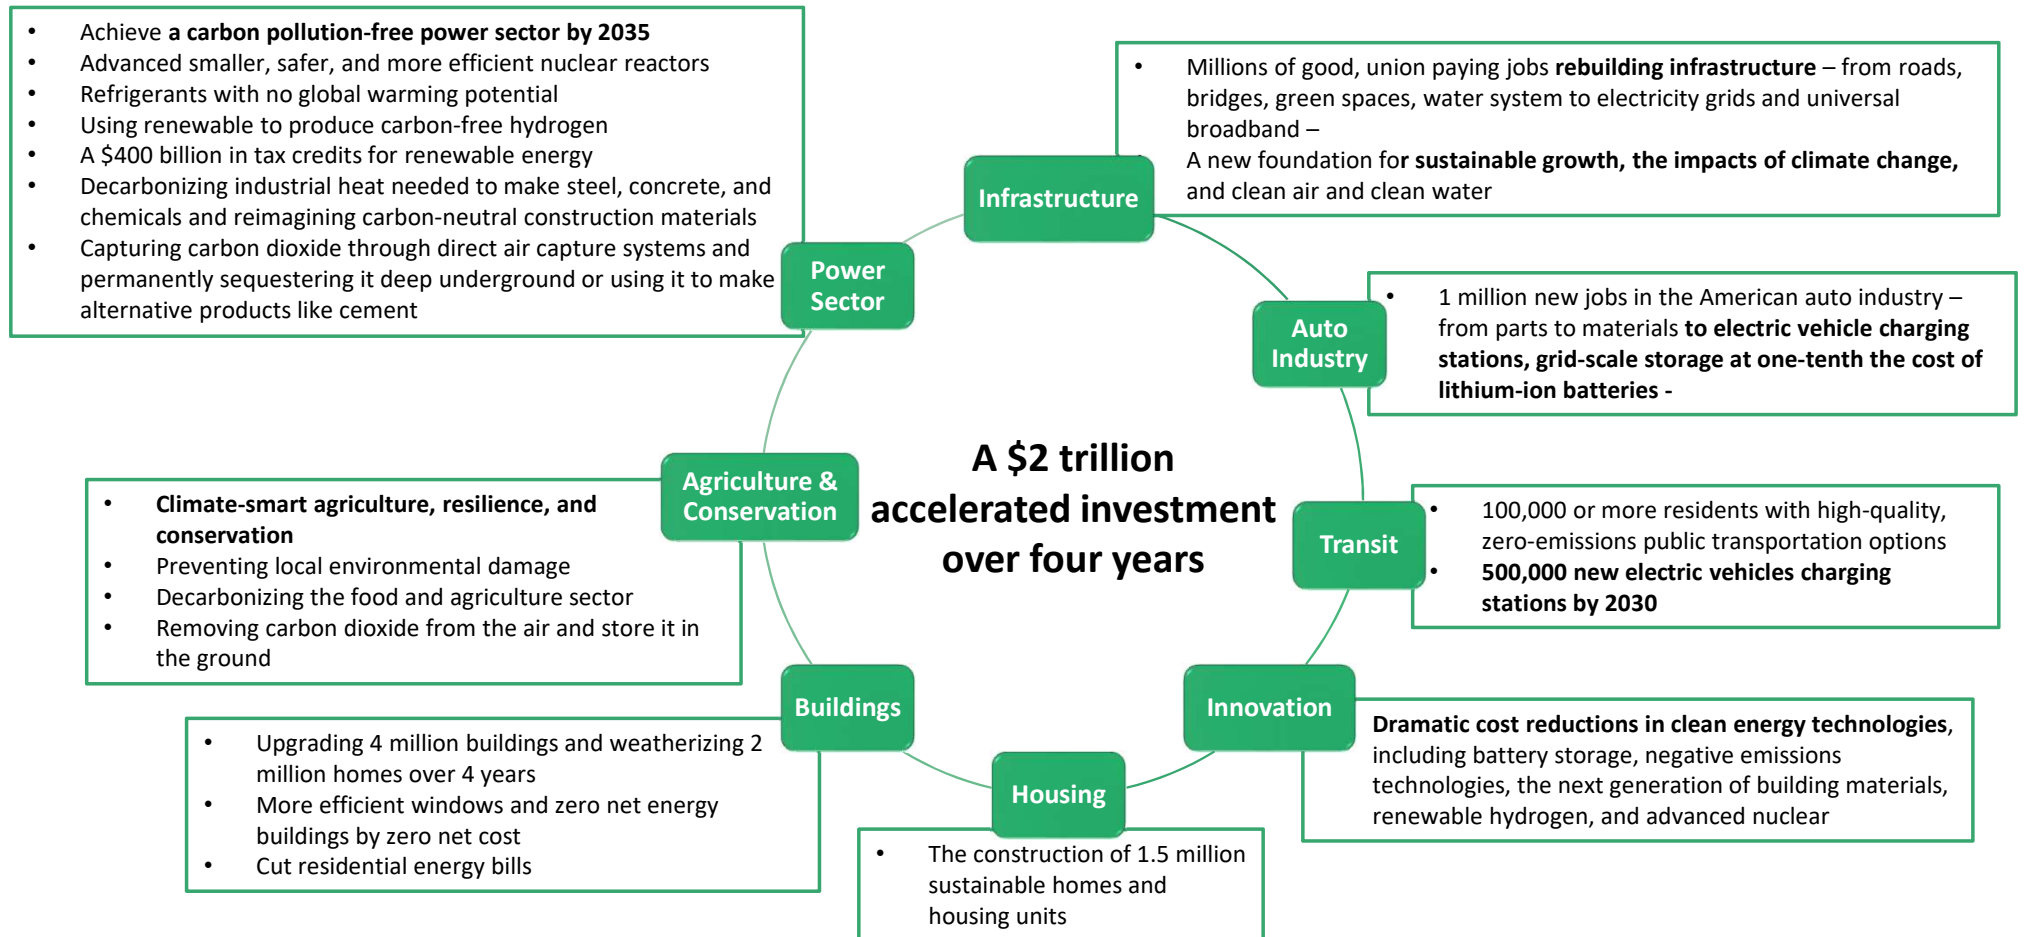 • Achieve a carbon pollution-free power sector by 2035
• Advanced smaller, safer, and more efficient nuclear reactors
• Refrigerants with no global warming potential
• Using renewable to produce carbon-free hydrogen
• A $400 billion in tax credits for renewable energy
• Decarbonizing industrial heat needed to make steel, concrete, and
chemicals and reimagining carbon-neutral construction materials
• Capturing carbon dioxide through direct air capture systems and
permanently sequestering it deep underground or using it to make
alternative products like cement
Power
Sector
Infrastructure
• Millions of good, union paying jobs rebuilding infrastructure – from roads,
bridges, green spaces, water system to electricity grids and universal
broadband –
• A new foundation for sustainable growth, the impacts of climate change,
and clean air and clean water
Auto
Industry
• 1 million new jobs in the American auto industry –
from parts to materials to electric vehicle charging
stations, grid-scale storage at one-tenth the cost of
lithium-ion batteries -
A $2 trillion
accelerated investment
over four years
Transit
• 100,000 or more residents with high-quality,
zero-emissions public transportation options
• 500,000 new electric vehicles charging
stations by 2030
Agriculture &
Conservation
• Climate-smart agriculture, resilience, and
conservation
• Preventing local environmental damage
• Decarbonizing the food and agriculture sector
• Removing carbon dioxide from the air and store it in
the ground
Buildings
• Upgrading 4 million buildings and weatherizing 2
million homes over 4 years
• More efficient windows and zero net energy
buildings by zero net cost
• Cut residential energy bills
Housing
• The construction of 1.5 million
sustainable homes and
housing units
Innovation
Dramatic cost reductions in clean energy technologies,
including battery storage, negative emissions
technologies, the next generation of building materials,
renewable hydrogen, and advanced nuclear